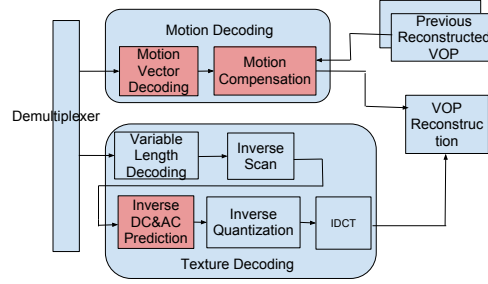 Motion Decoding
Previous
Reconstructed
VOP
Motion
Vector
Decoding
Motion
Compensation
Demultiplexer
VOP
Reconstruc
tion
Variable
Length
Decoding
Inverse
Scan
Inverse
DC&AC
Prediction
Inverse
Quantization
IDCT
Texture Decoding